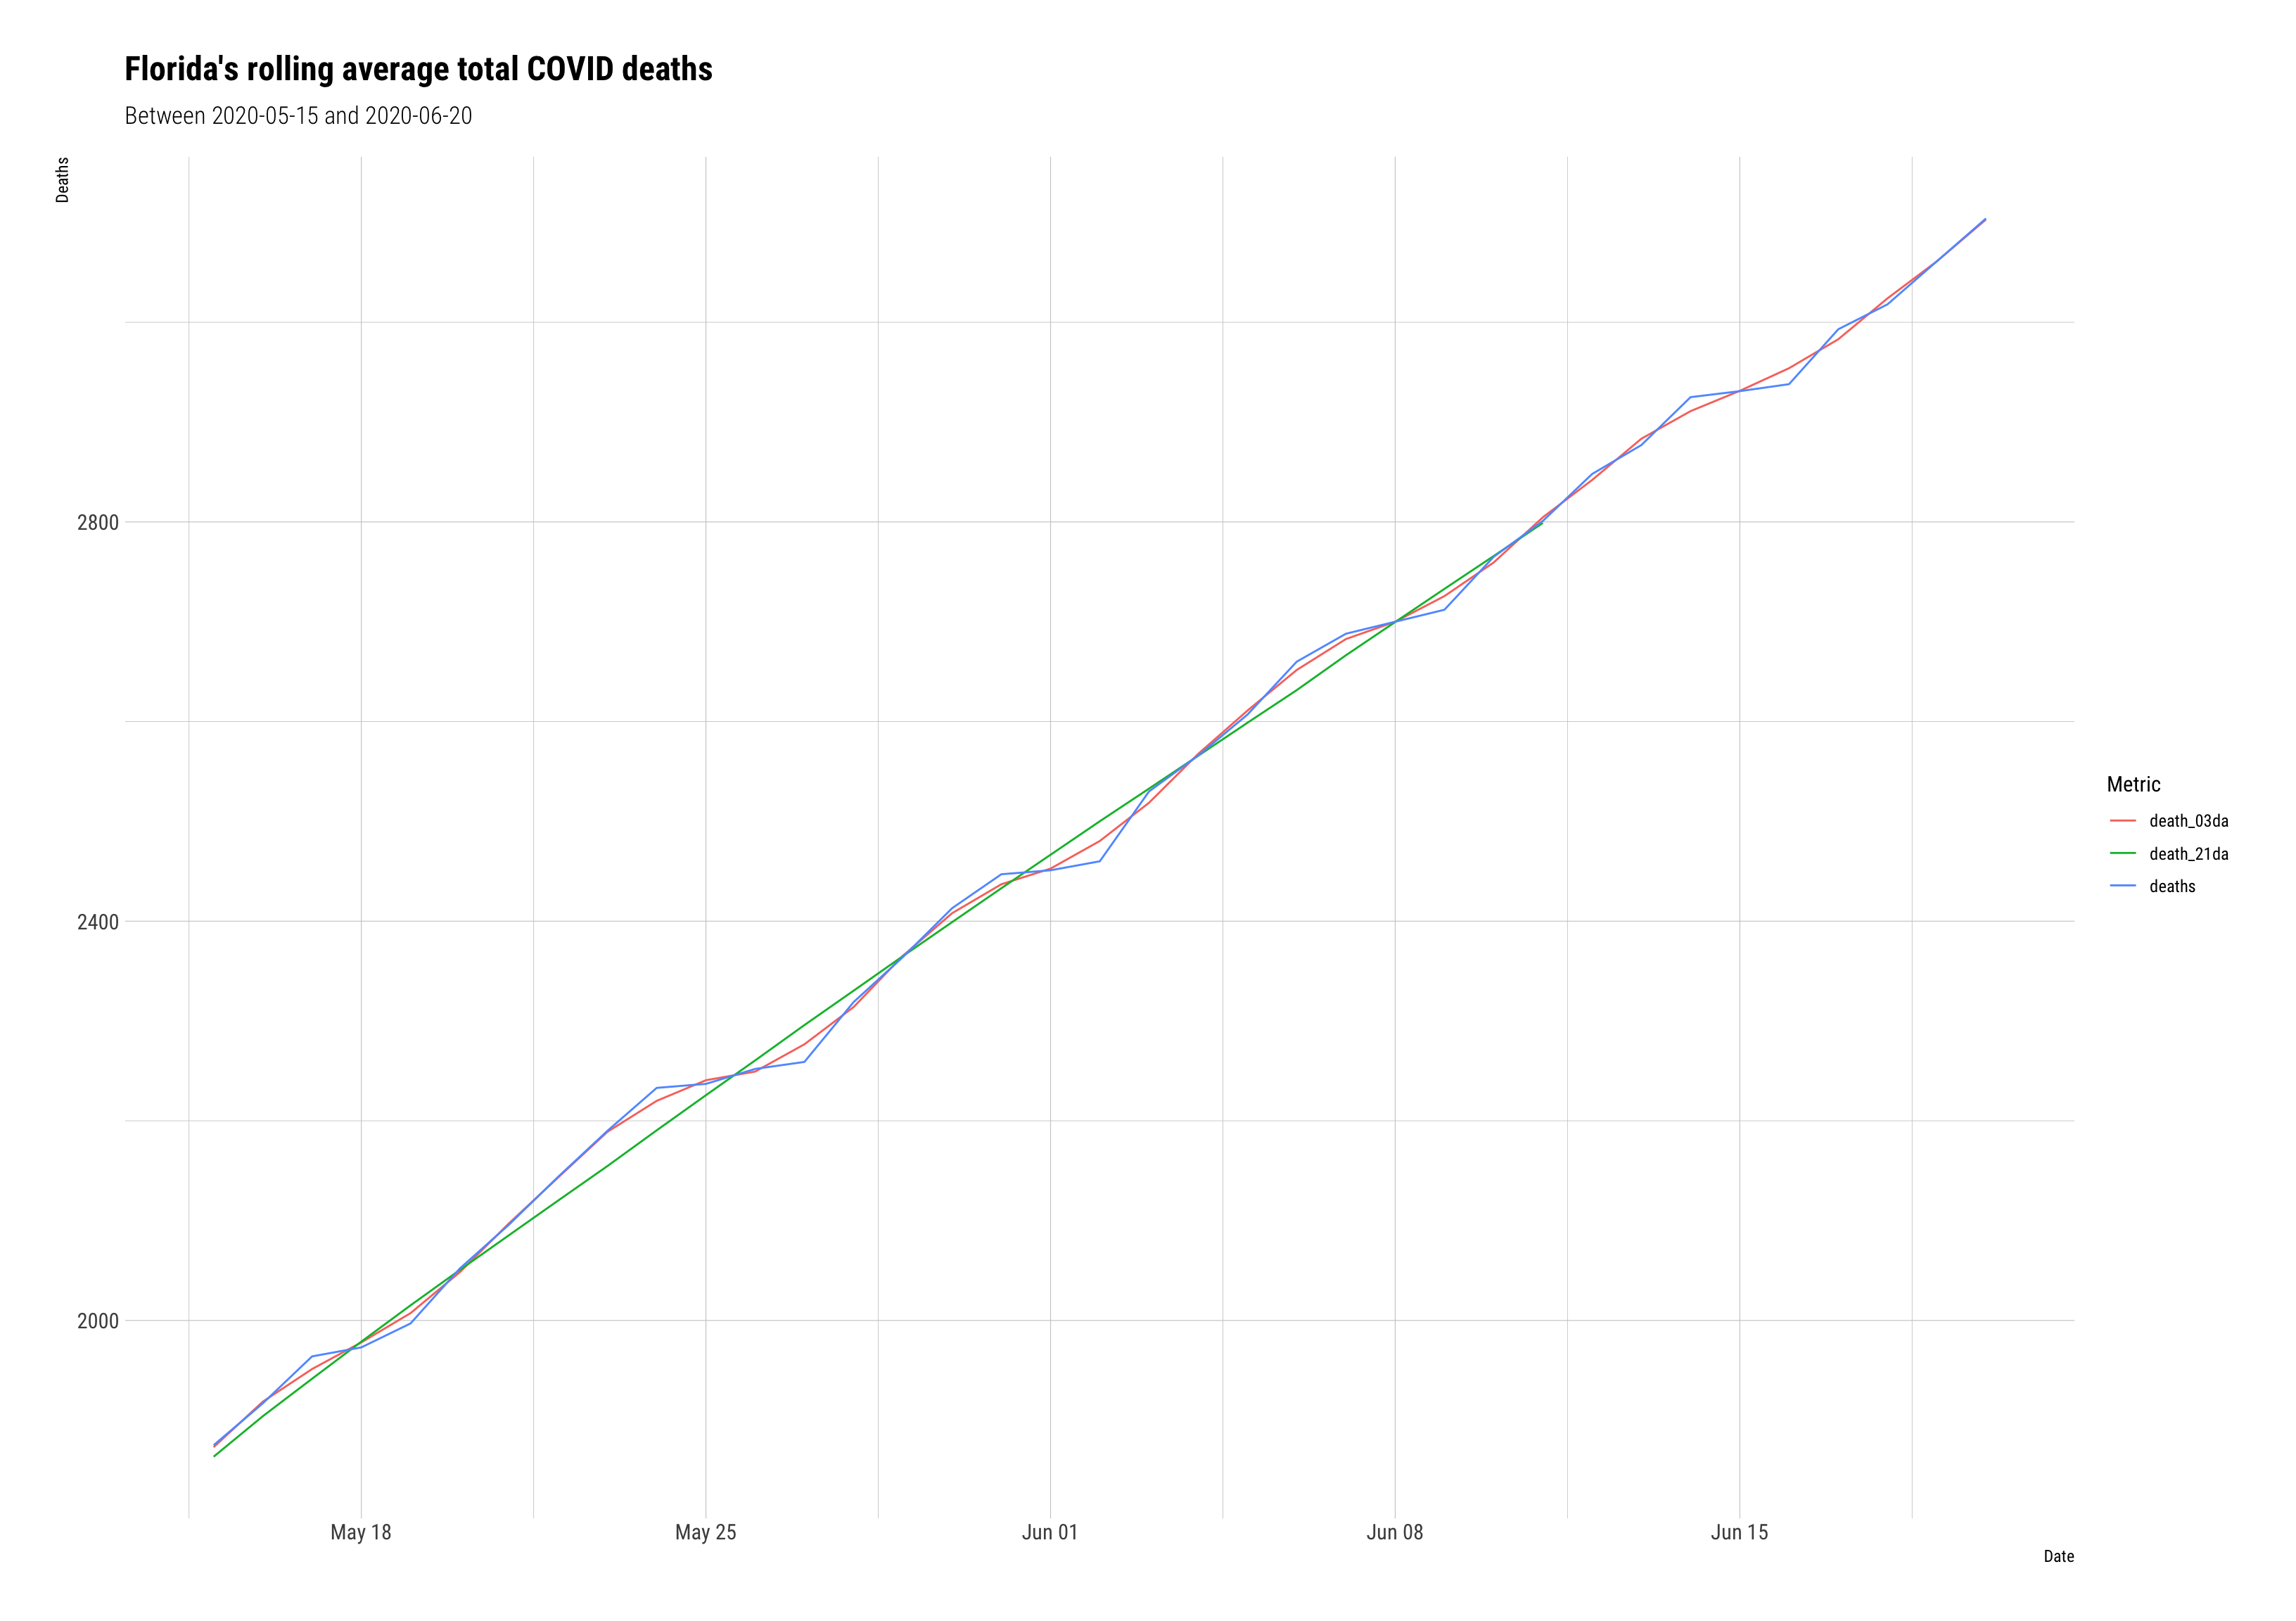 Florida's rolling average total COVID deaths
Between 2020-05-15 and 2020-06-20
Deaths
2800
2400
2000
May 18
May 25
Jun 01
Jun 08
Jun 15
Date
Metric
death_03da
death_21da
deaths